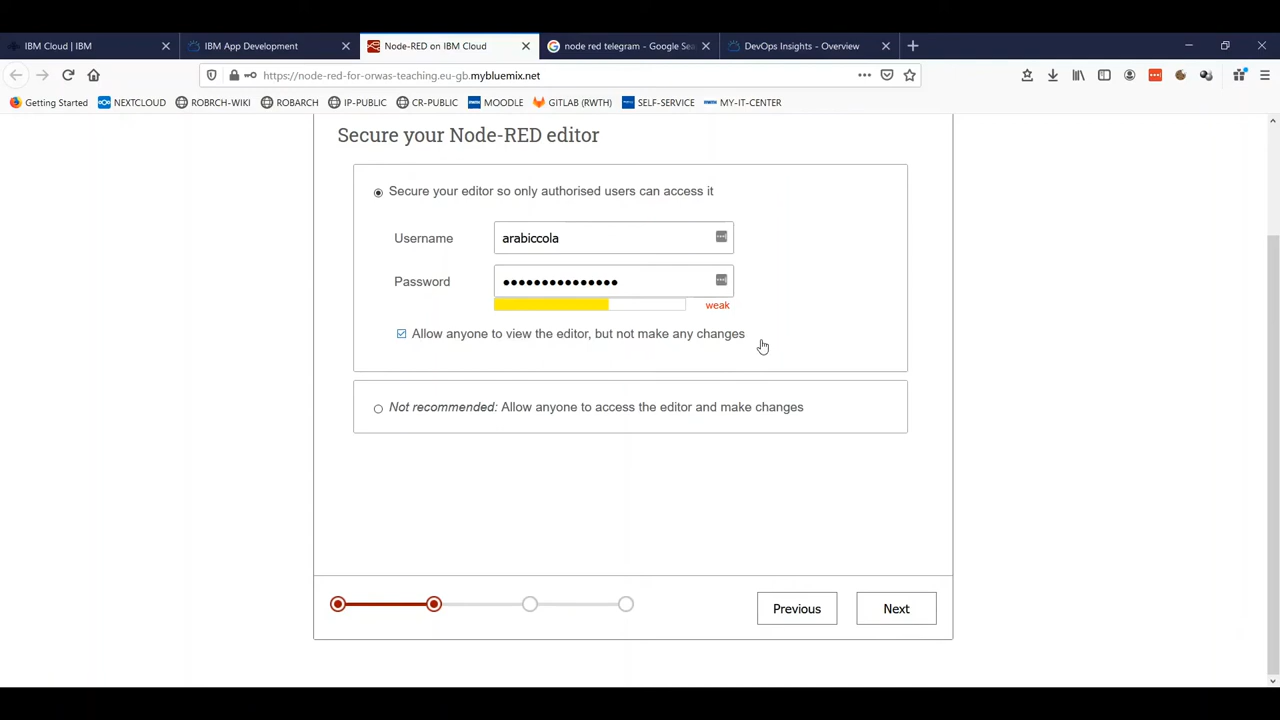 IBM Cloud | IBM
IBM App Development
Node-RED on IBM Cloud
node red telegram - Google Sea
DevOps Insights - Overview
https://node-red-for-orwas-teaching.eu-gb.mybluemix.net
Getting Started
NEXTCLOUD
ROBRCH-WIKI
ROBARCH
IP-PUBLIC
CR-PUBLIC
MOODLE
GITLAB (RWTH)
SELF-SERVICE
MY-IT-CENTER
Secure your Node-RED editor
Secure your editor so only authorised users can access it
Username
arabiccola
Password
weak
Allow anyone to view the editor, but not make any changes
Not recommended: Allow anyone to access the editor and make changes
Previous
Next